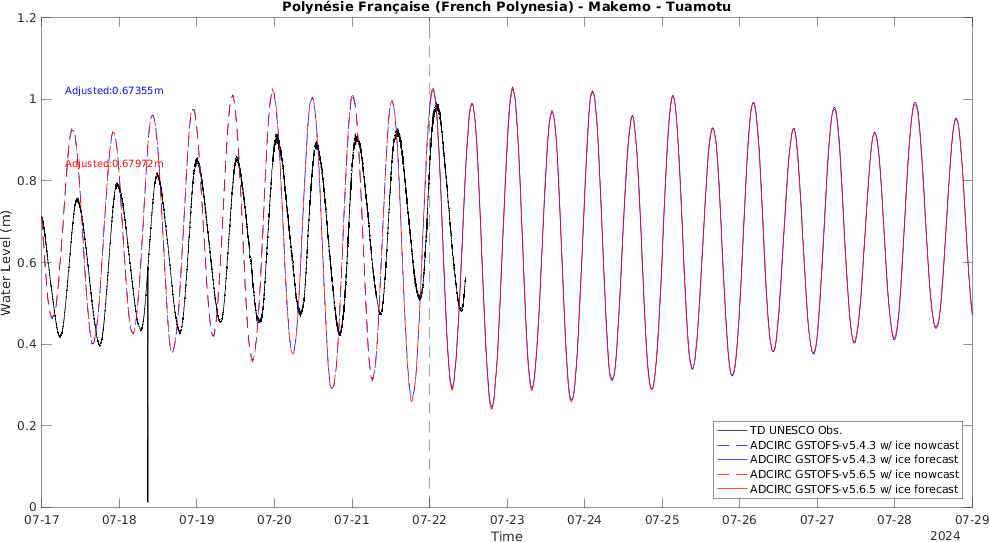 Polynésie Française (French Polynesia) - Makemo - Tuamotu
1.2
1
0.8
0.6
0.4
0.2
0
Water Level (m)
Adjusted:0.67355m
Adjusted:0.67972m
TD UNESCO Obs.
ADCIRC GSTOFS-v5.4.3 w/ ice nowcast
ADCIRC GSTOFS-v5.4.3 w/ ice forecast
ADCIRC GSTOFS-v5.6.5 w/ ice nowcast
ADCIRC GSTOFS-v5.6.5 w/ ice forecast
07-17 07-18 07-19 07-20 07-21 07-22 07-23 07-24 07-25 07-26 07-27 07-28 07-29
Time
2024